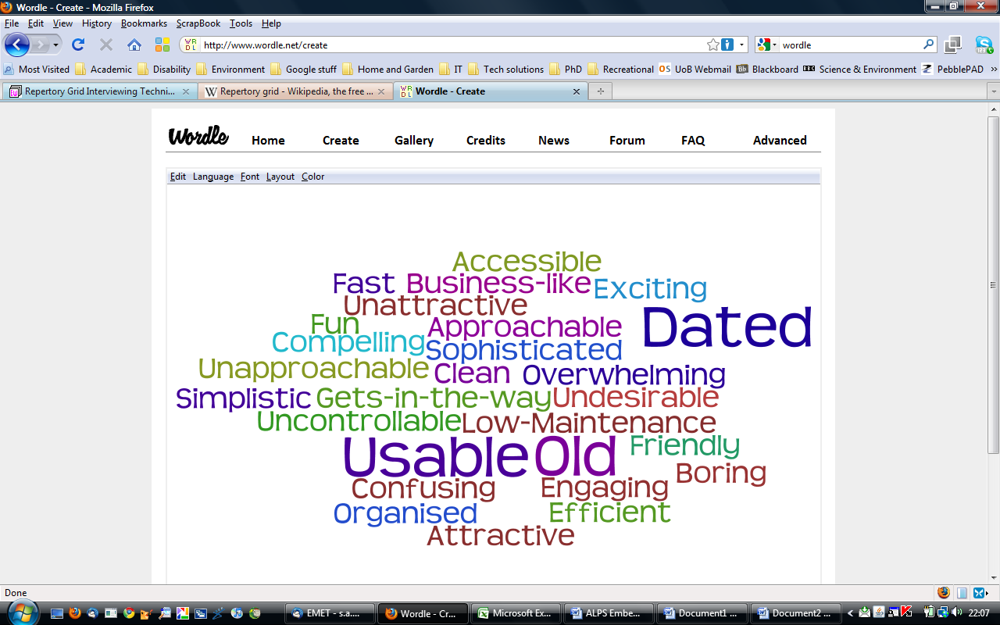 Wordle - Create - Mozilla Firefox
File Edit View History Bookmarks ScrapBook Tools Help
http://www.wordle.net/create wordle
Most Visited Academic Disability Environment Google stuff Home and Garden IT Tech solutions PhD Recreational UoB Webmail Blackboard Science & Environment PebblePAD »
Repertory Grid Interviewing Techni... Repertory grid - Wikipedia, the free ... Wordle - Create
Wordle Home Create Gallery Credits News Forum FAQ Advanced
Edit Language Font Layout Color
Accessible
Fast Business-like Exciting
Unattractive
Dated
Fun Approachable
Compelling Sophisticated
Unapproachable Clean Overwhelming
Simplistic Gets-in-the-way Undesirable
Uncontrollable Low-Maintenance
Usable Old Friendly
Boring
Confusing Engaging
Organised Efficient
Attractive
Done
EMET - s.a.... Wordle - Cr... Microsoft Ex... ALPS Embe... Document1 ... Document2 ... 22:07